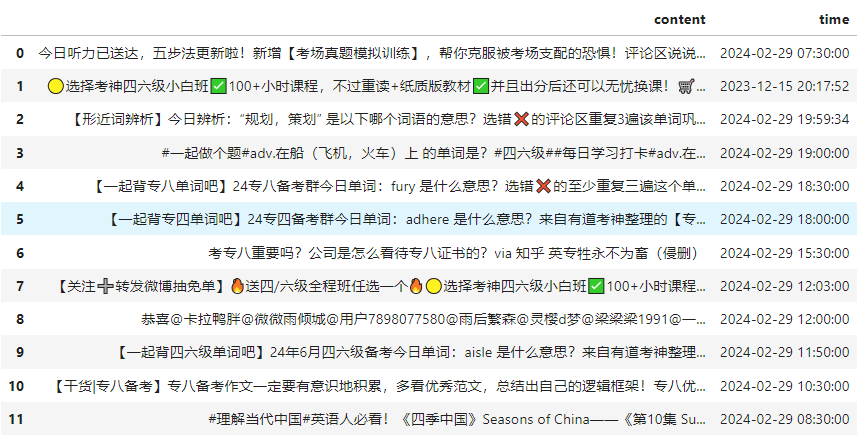 content time
0 今日听力已送达，五步法更新啦！新增【考场真题模拟训练】，帮你克服被考场支配的恐惧！评论区说说... 2024-02-29 07:30:00
1 🟡选择考神四六级小白班✅100+小时课程，不过重读+纸质版教材✅并且出分后还可以无忧换课！🛒... 2023-12-15 20:17:52
2 【形近词辨析】今日辨析：“规划，策划” 是以下哪个词语的意思？选错❌的评论区重复3遍该单词巩... 2024-02-29 19:59:34
3 #一起做个题#adv.在船（飞机，火车）上 的单词是？#四六级##每日学习打卡#adv.在... 2024-02-29 19:00:00
4 【一起背专八单词吧】24专八备考群今日单词：fury 是什么意思？选错❌的至少重复三遍这个单... 2024-02-29 18:30:00
5 【一起背专四单词吧】24专四备考群今日单词：adhere 是什么意思？来自有道考神整理的【专... 2024-02-29 18:00:00
6 考专八重要吗？公司是怎么看待专八证书的？via 知乎 英专牲永不为畜（侵删） 2024-02-29 15:30:00
7 【关注➕转发微博抽免单】🔥送四/六级全程班任选一个🔥🟡选择考神四六级小白班✅100+小时课程... 2024-02-29 12:03:00
8 恭喜@卡拉鸭胖@微微雨倾城@用户7898077580@雨后繁森@灵樱d梦@梁梁梁1991@一... 2024-02-29 12:00:00
9 【一起背四六级单词吧】24年6月四六级备考今日单词：aisle 是什么意思？来自有道考神整理... 2024-02-29 11:50:00
10 【干货|专八备考】专八备考作文一定要有意识地积累，多看优秀范文，总结出自己的逻辑框架！专八优... 2024-02-29 10:30:00
11 #理解当代中国#英语人必看！《四季中国》Seasons of China——《第10集 Su... 2024-02-29 08:30:00